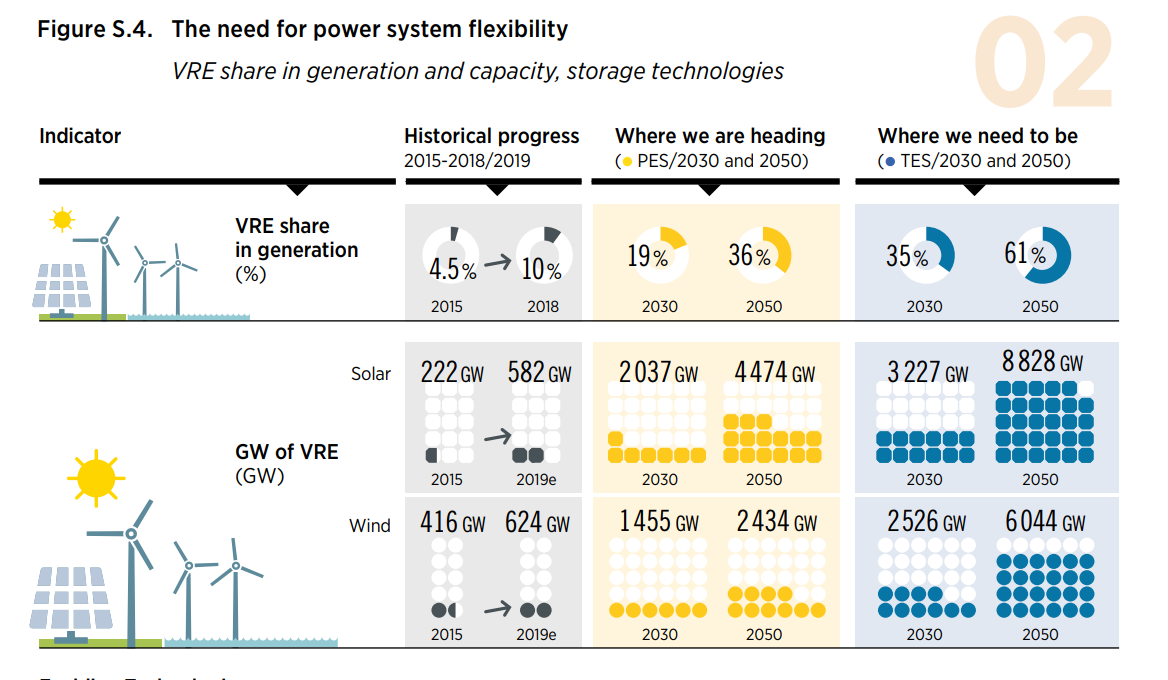 Figure S.4. The need for power system flexibility
VRE share in generation and capacity, storage technologies
02
Indicator
Historical progress
2015-2018/2019
Where we are heading
(● PES/2030 and 2050)
Where we need to be
(● TES/2030 and 2050)
VRE share
in generation
(%)
4.5% → 10%
2015 2018
19% 36%
2030 2050
35% 61%
2030 2050
GW of VRE
(GW)
Solar
222 GW 582 GW
2015 2019e
2 037 GW 4 474 GW
2030 2050
3 227 GW 8 828 GW
2030 2050
Wind
416 GW 624 GW
2015 2019e
1 455 GW 2 434 GW
2030 2050
2 526 GW 6 044 GW
2030 2050